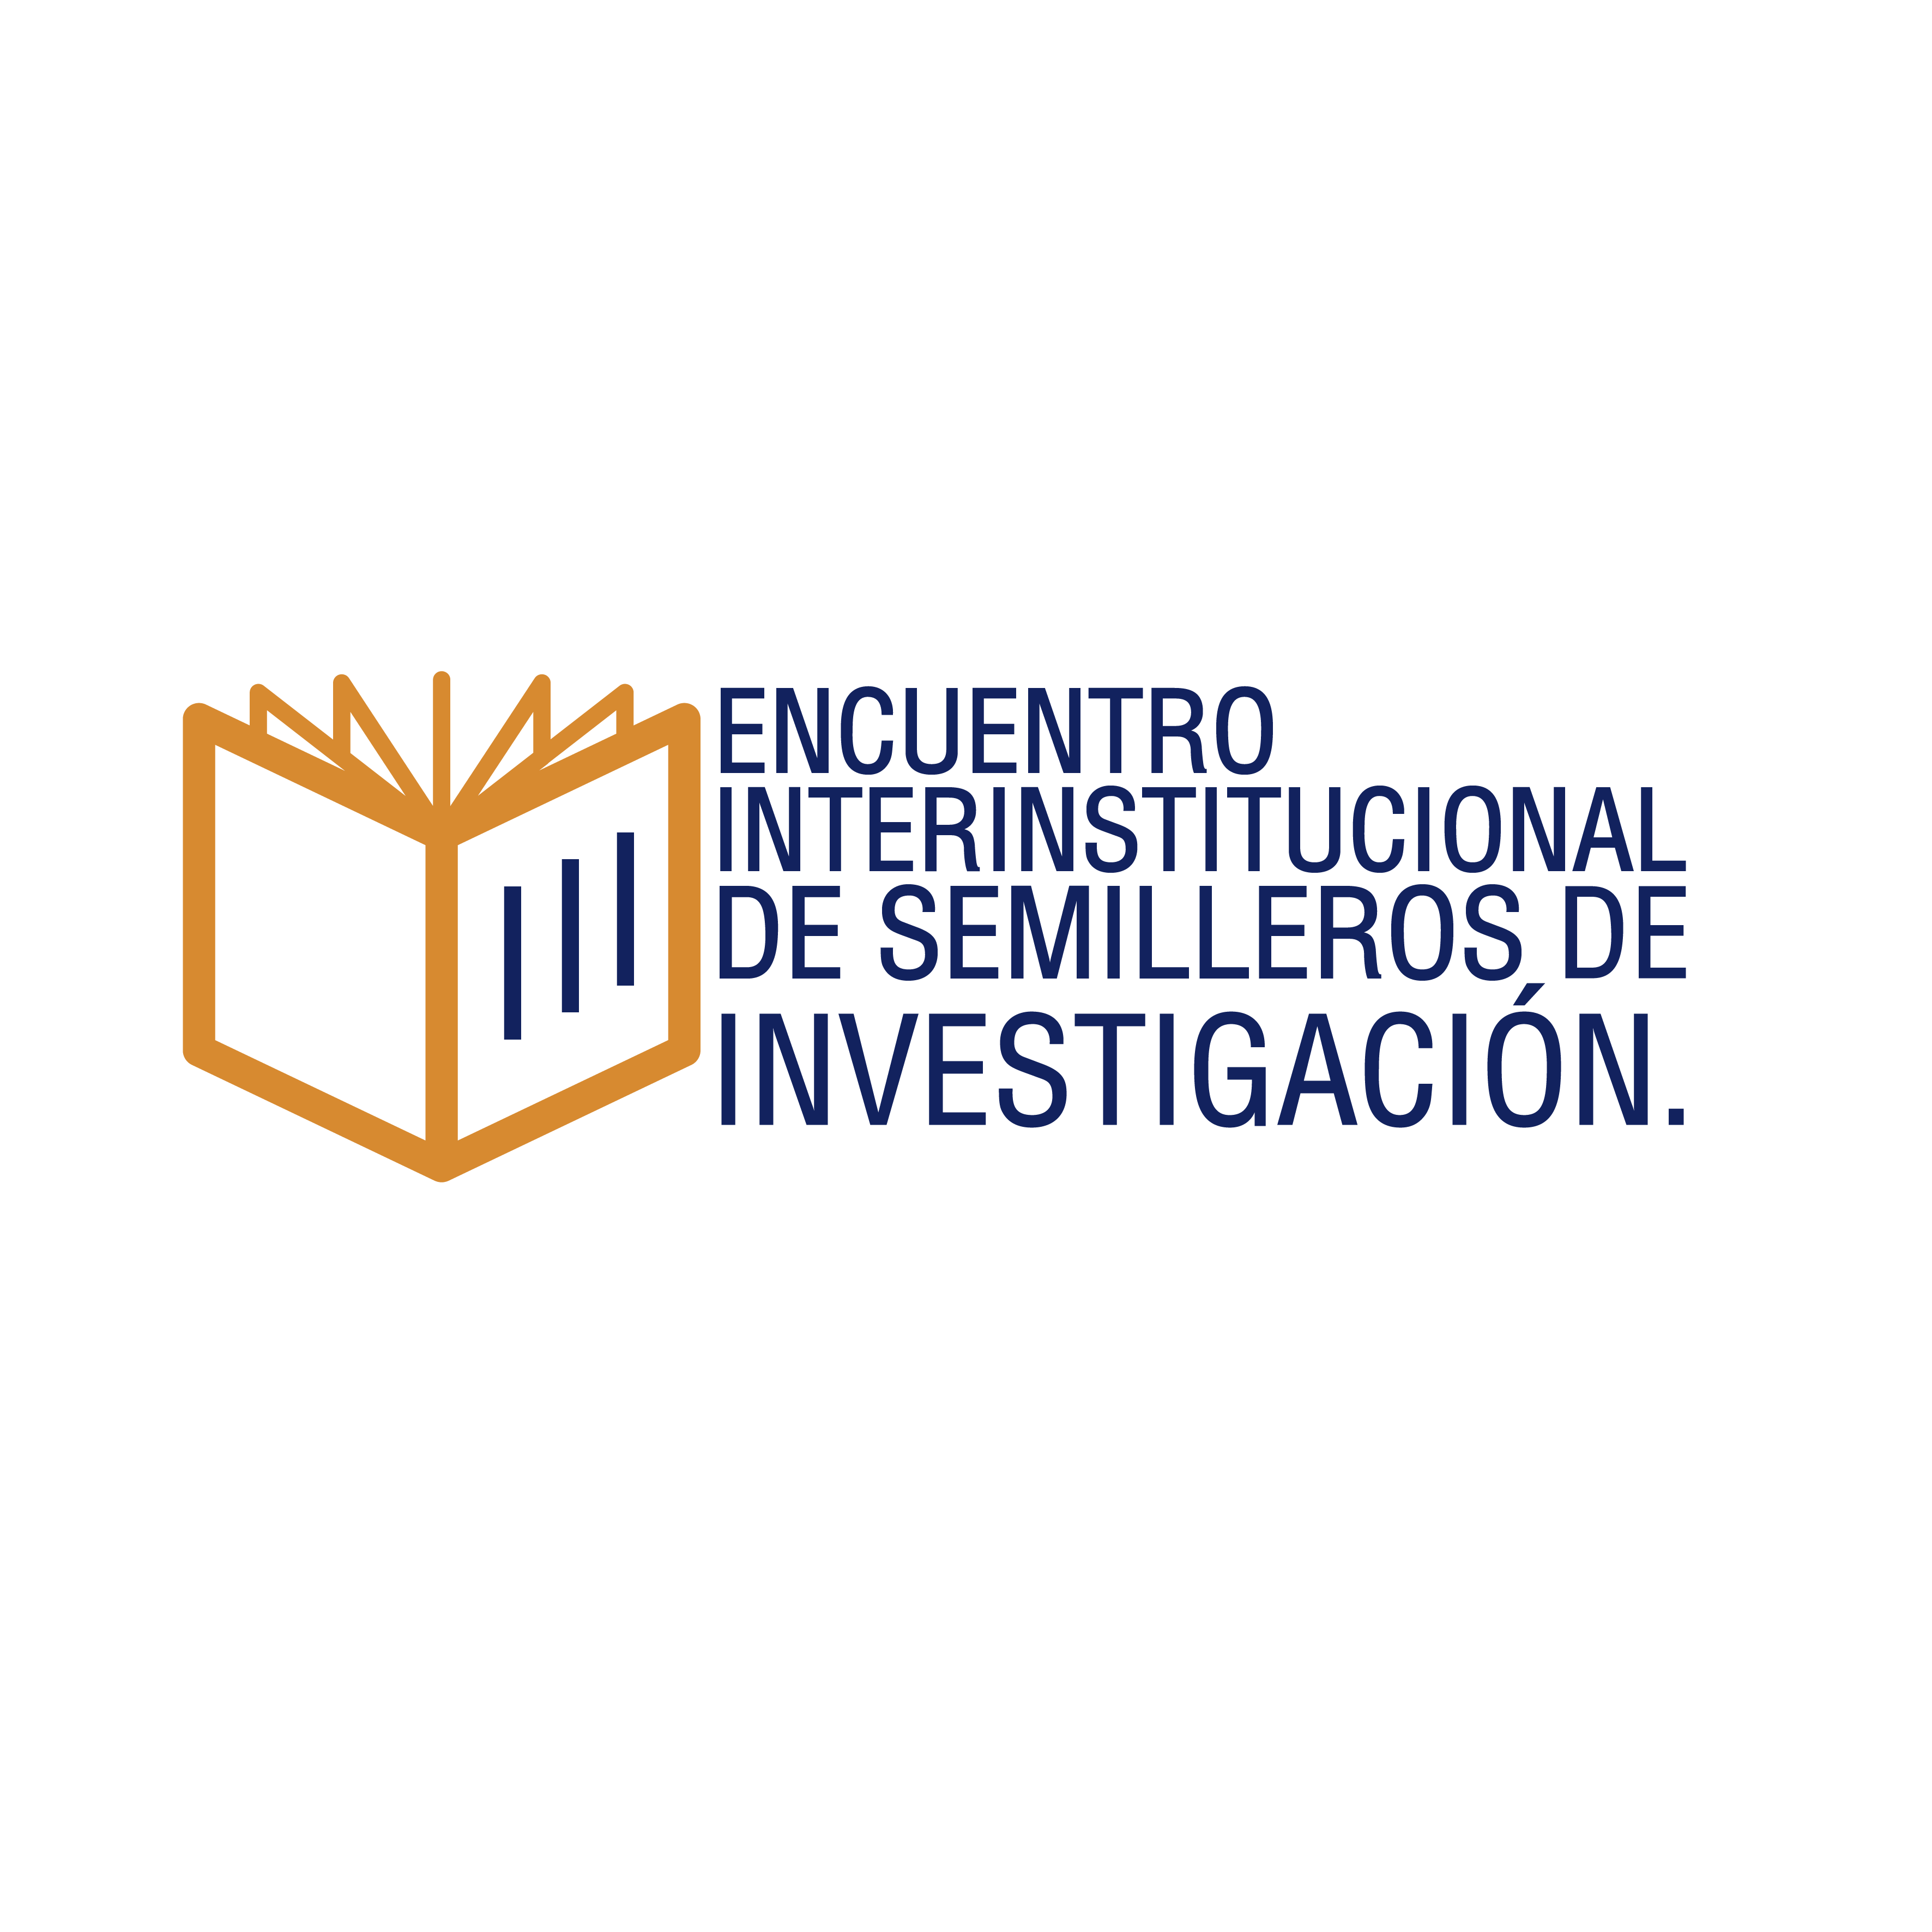 ENCUENTRO
INTERINSTITUCIONAL
DE SEMILLEROS DE
INVESTIGACIÓN.